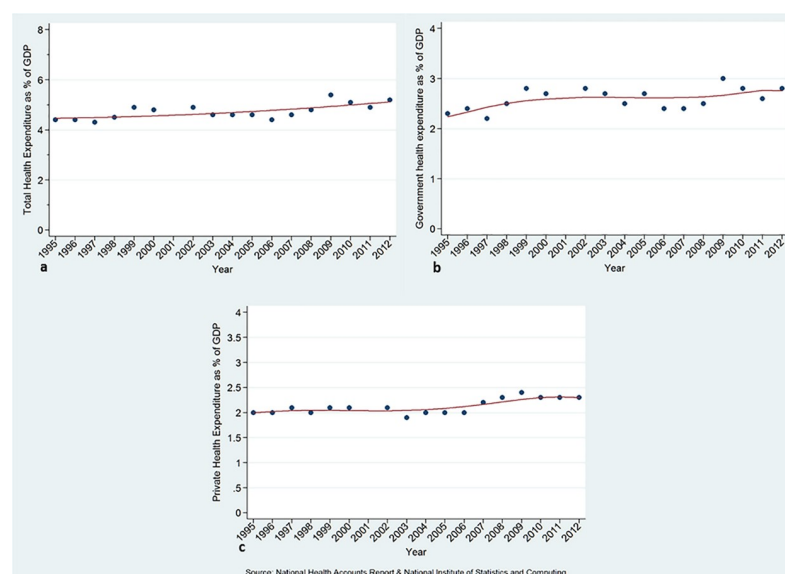 Total Health Expenditure as % of GDP
8
6
4
2
0
1995 1996 1997 1998 1999 2000 2001 2002 2003 2004 2005 2006 2007 2008 2009 2010 2011 2012
Year
a
Government health expenditure as % of GDP
4
3
2
1
0
1995 1996 1997 1998 1999 2000 2001 2002 2003 2004 2005 2006 2007 2008 2009 2010 2011 2012
Year
b
Private Health Expenditure as % of GDP
4
3.5
3
2.5
2
1.5
1
.5
0
1995 1996 1997 1998 1999 2000 2001 2002 2003 2004 2005 2006 2007 2008 2009 2010 2011 2012
Year
c
Source: National Health Accounts Report & National Institute of Statistics and Computing